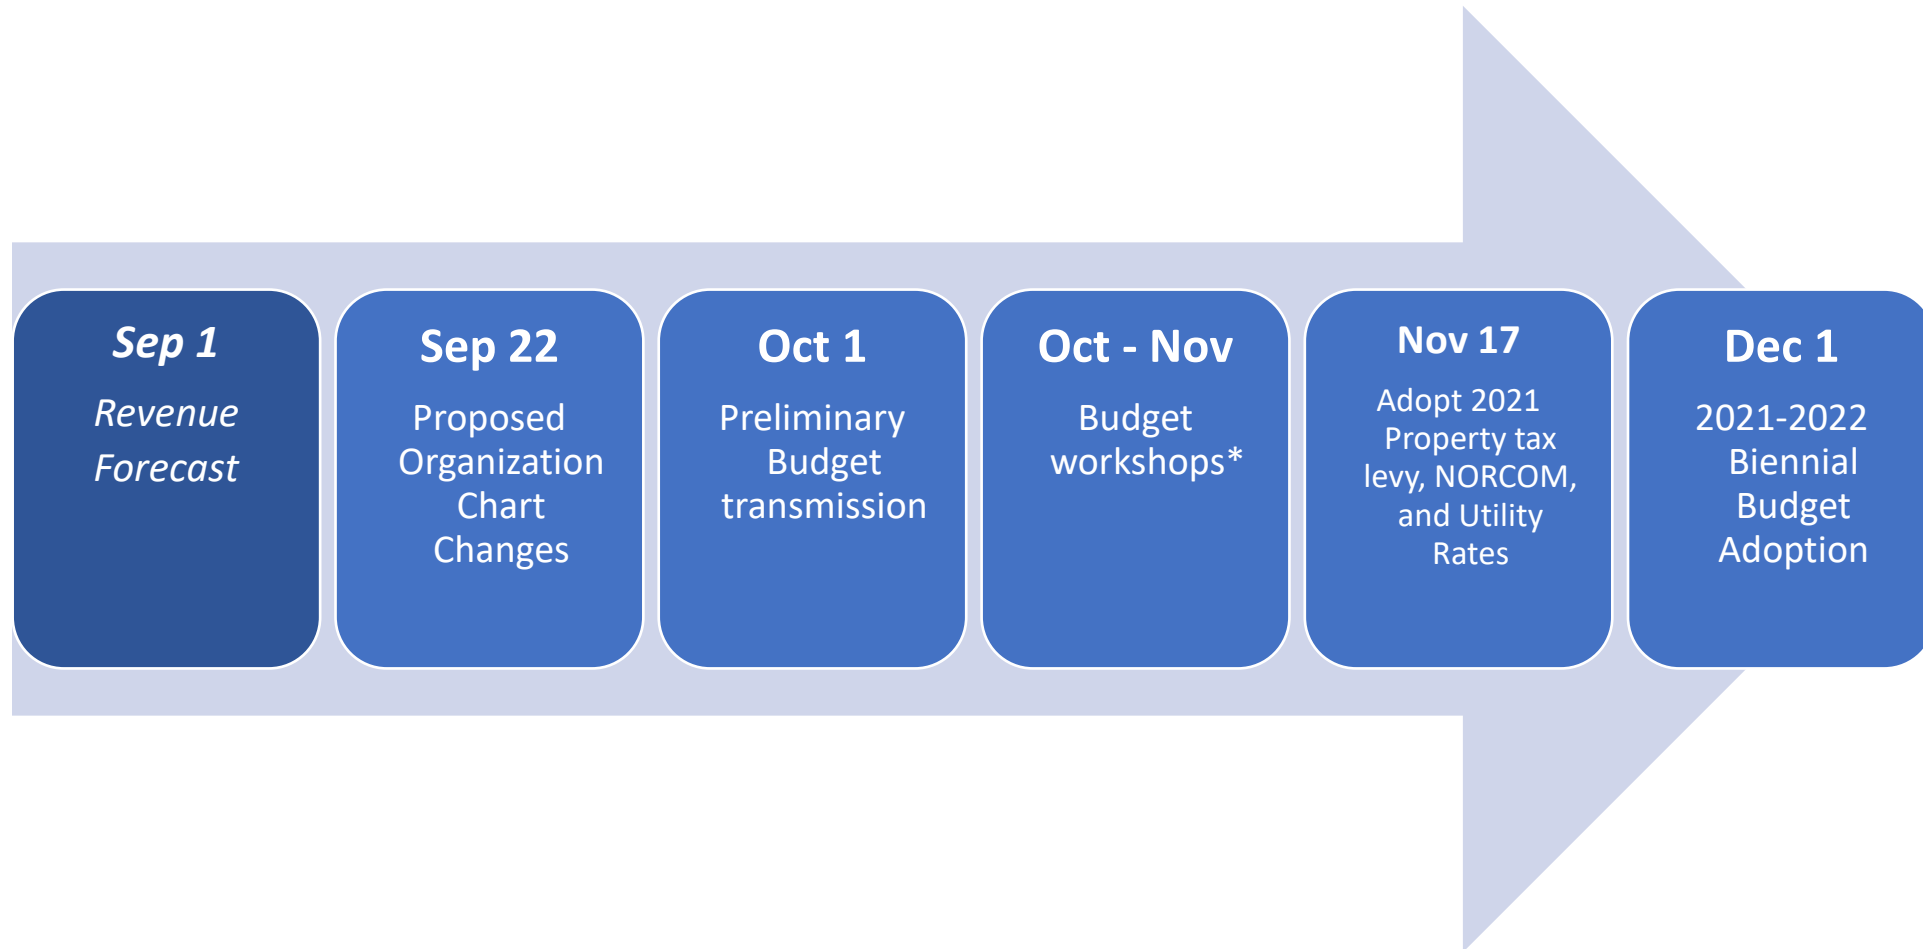 Sep 1
Revenue
Forecast
Sep 22
Proposed
Organization
Chart
Changes
Oct 1
Preliminary
Budget
transmission
Oct - Nov
Budget
workshops*
Nov 17
Adopt 2021
Property tax
levy, NORCOM,
and Utility
Rates
Dec 1
2021-2022
Biennial
Budget
Adoption